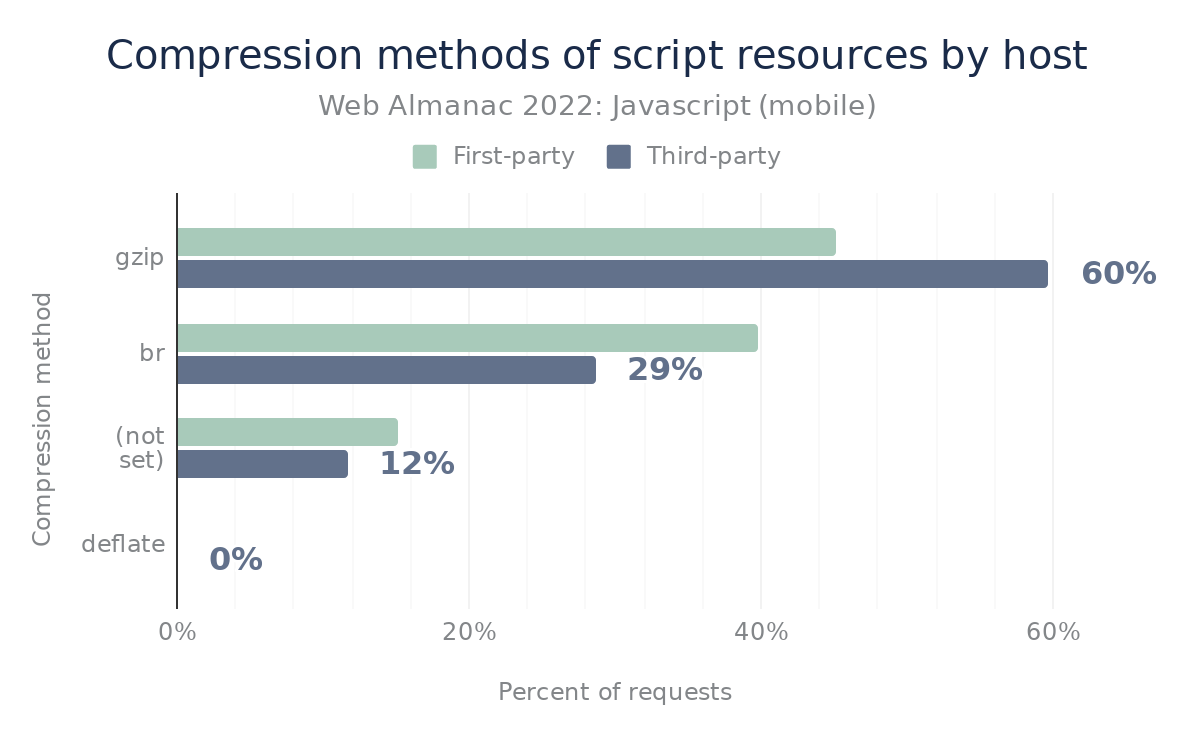 Compression methods of script resources by host
Web Almanac 2022: Javascript (mobile)
First-party
Third-party
Compression method
gzip
60%
br
29%
(not
set)
12%
deflate
0%
0%
20%
40%
60%
Percent of requests